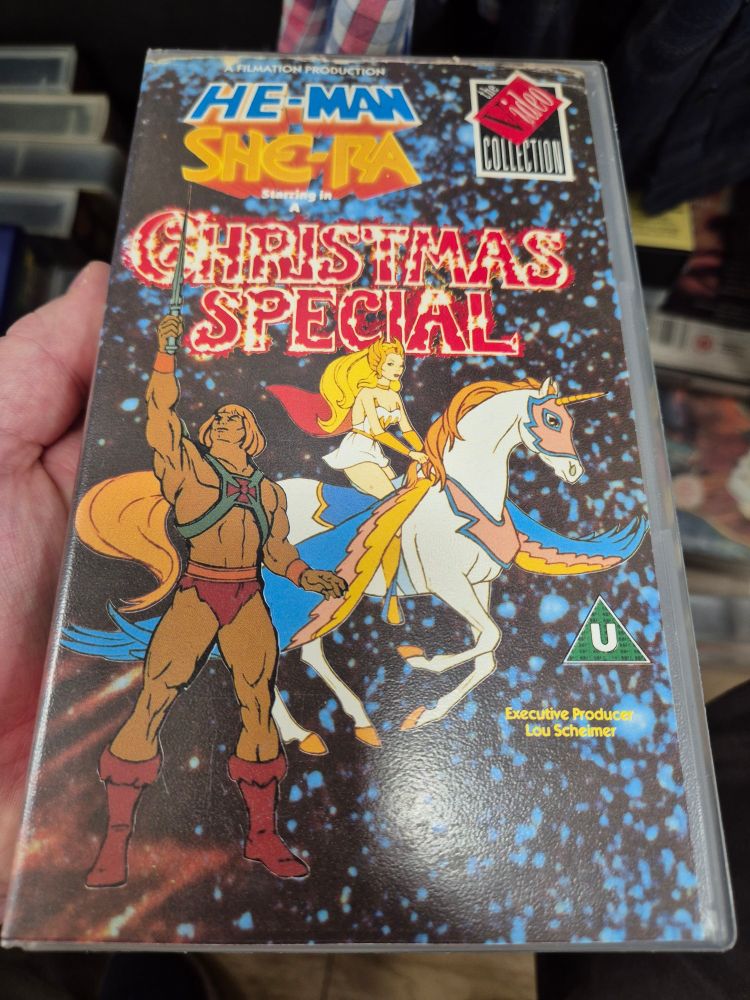 A FILMATION PRODUCTION
HE-MAN
SHE-RA
Starring in
A
CHRISTMAS
SPECIAL
the
Video
COLLECTION
U
Executive Producer
Lou Scheimer